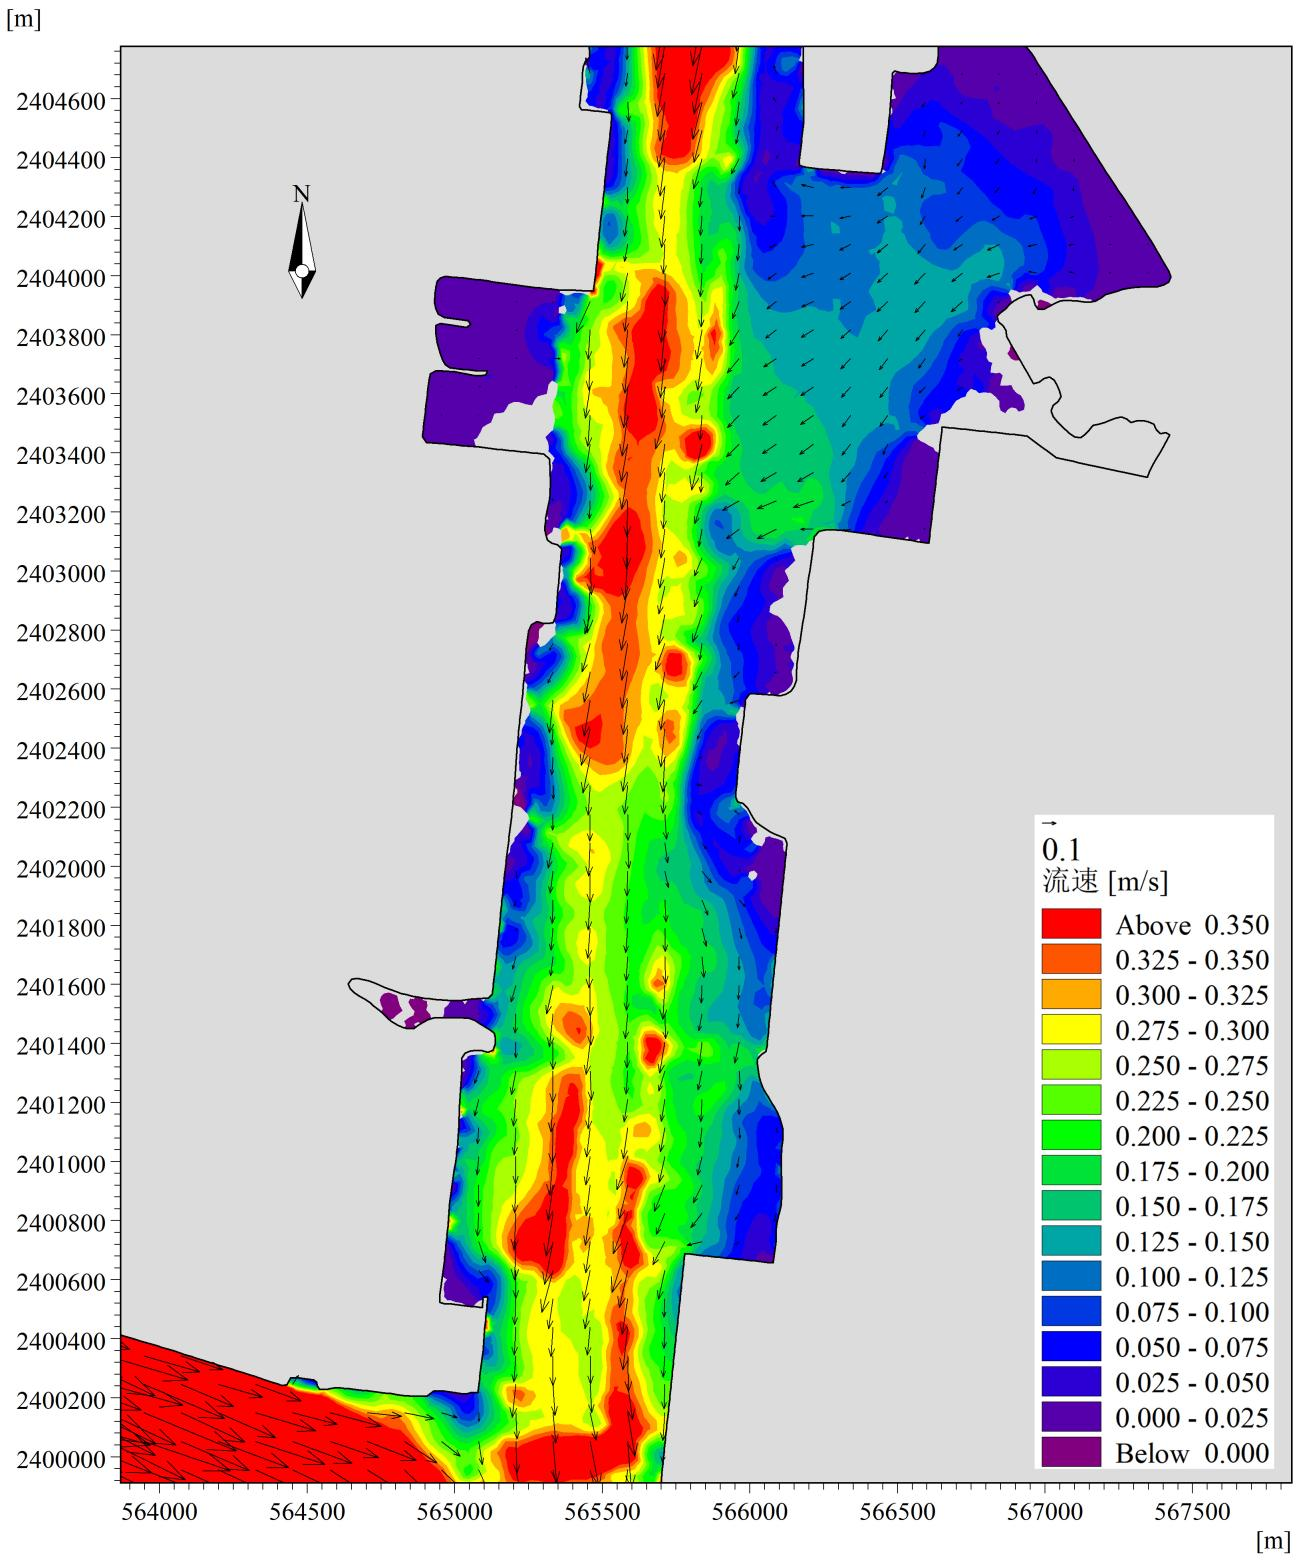 [m]
2404600
2404400
2404200
2404000
2403800
2403600
2403400
2403200
2403000
2402800
2402600
2402400
2402200
2402000
2401800
2401600
2401400
2401200
2401000
2400800
2400600
2400400
2400200
2400000
N
0.1
流速 [m/s]
Above 0.350
0.325 - 0.350
0.300 - 0.325
0.275 - 0.300
0.250 - 0.275
0.225 - 0.250
0.200 - 0.225
0.175 - 0.200
0.150 - 0.175
0.125 - 0.150
0.100 - 0.125
0.075 - 0.100
0.050 - 0.075
0.025 - 0.050
0.000 - 0.025
Below 0.000
564000 564500 565000 565500 566000 566500 567000 567500
[m]